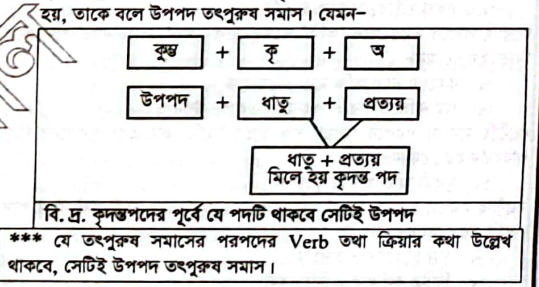 হয়, তাকে বলে উপপদ তৎপুরুষ সমাস। যেমন–
কুম্ভ + কৃ + অ
উপপদ + ধাতু + প্রত্যয়
ধাতু + প্রত্যয়
মিলে হয় কৃদন্ত পদ
বি. দ্র. কৃদন্তপদের পূর্বে যে পদটি থাকবে সেটিই উপপদ
*** যে তৎপুরুষ সমাসের পরপদের Verb তথা ক্রিয়ার কথা উল্লেখ
থাকবে, সেটিই উপপদ তৎপুরুষ সমাস।